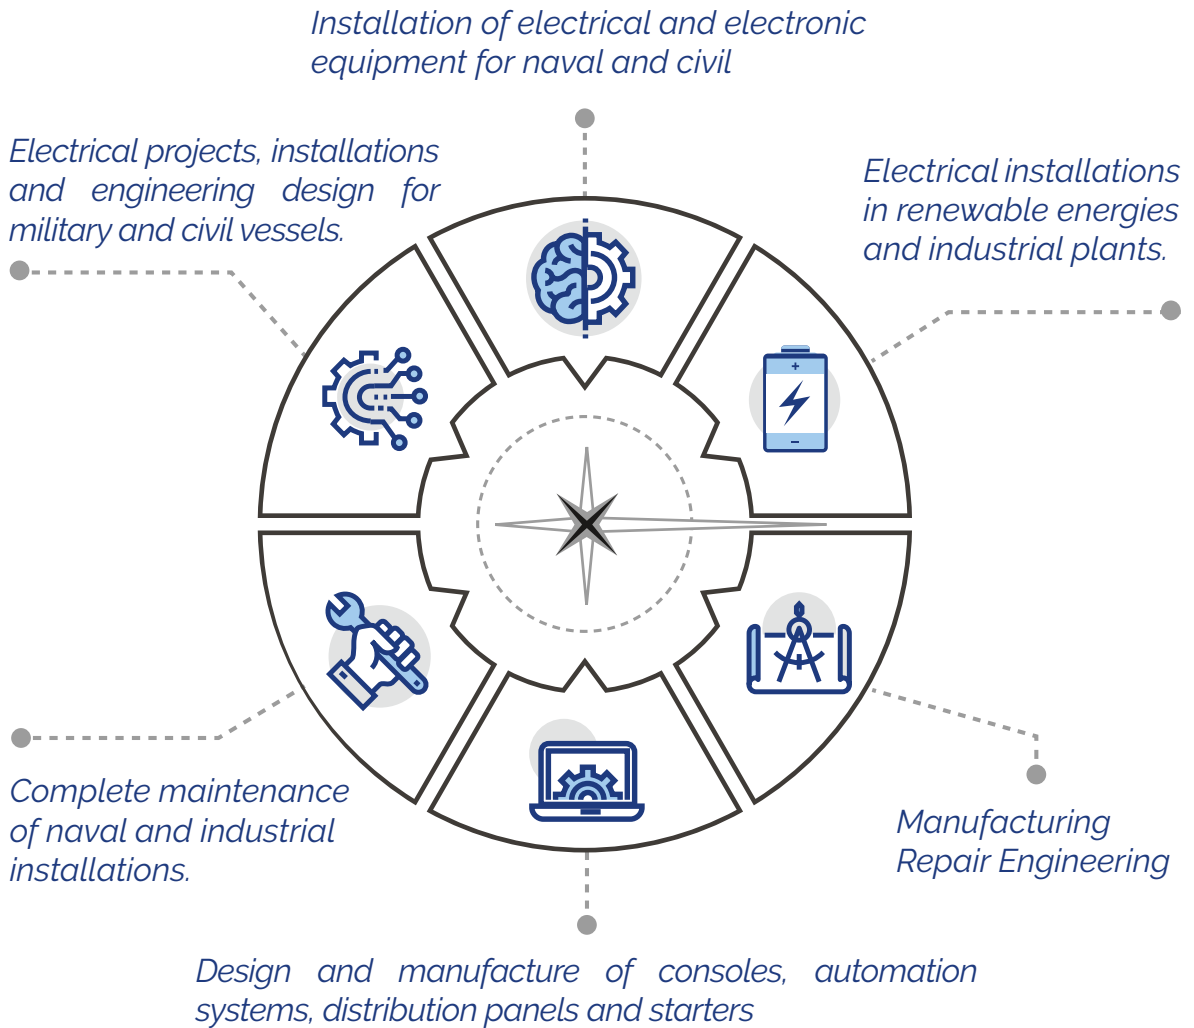 Installation of electrical and electronic
equipment for naval and civil
Electrical projects, installations
and engineering design for
military and civil vessels.
Electrical installations
in renewable energies
and industrial plants.
Complete maintenance
of naval and industrial
installations.
Manufacturing
Repair Engineering
Design and manufacture of consoles, automation
systems, distribution panels and starters